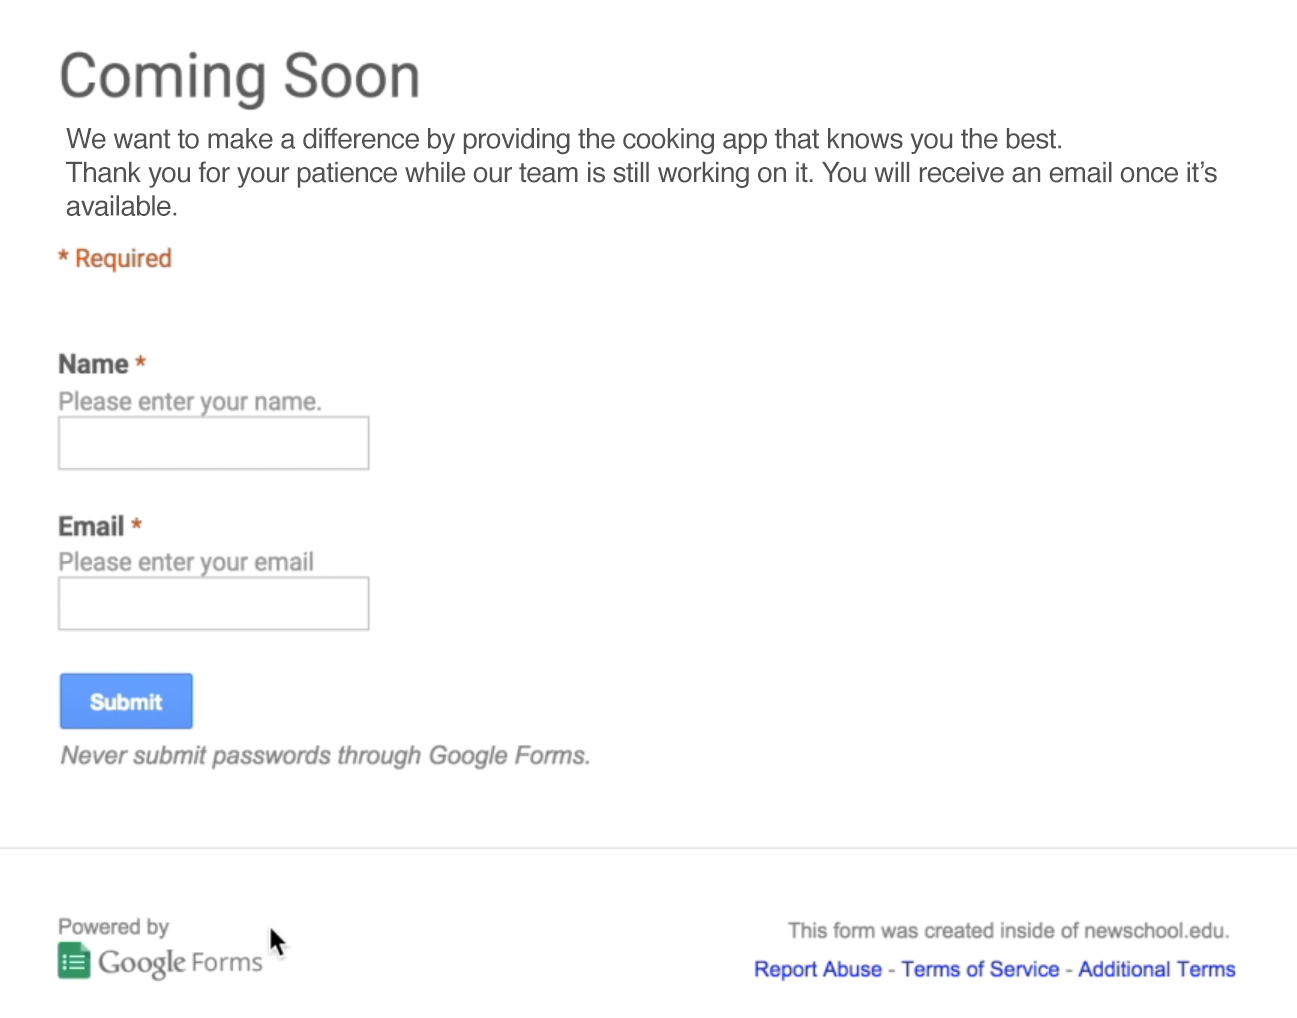 Coming Soon
We want to make a difference by providing the cooking app that knows you the best.
Thank you for your patience while our team is still working on it. You will receive an email once it’s
available.
* Required
Name *
Please enter your name.
Email *
Please enter your email
Submit
Never submit passwords through Google Forms.
Powered by
Google Forms
This form was created inside of newschool.edu.
Report Abuse - Terms of Service - Additional Terms